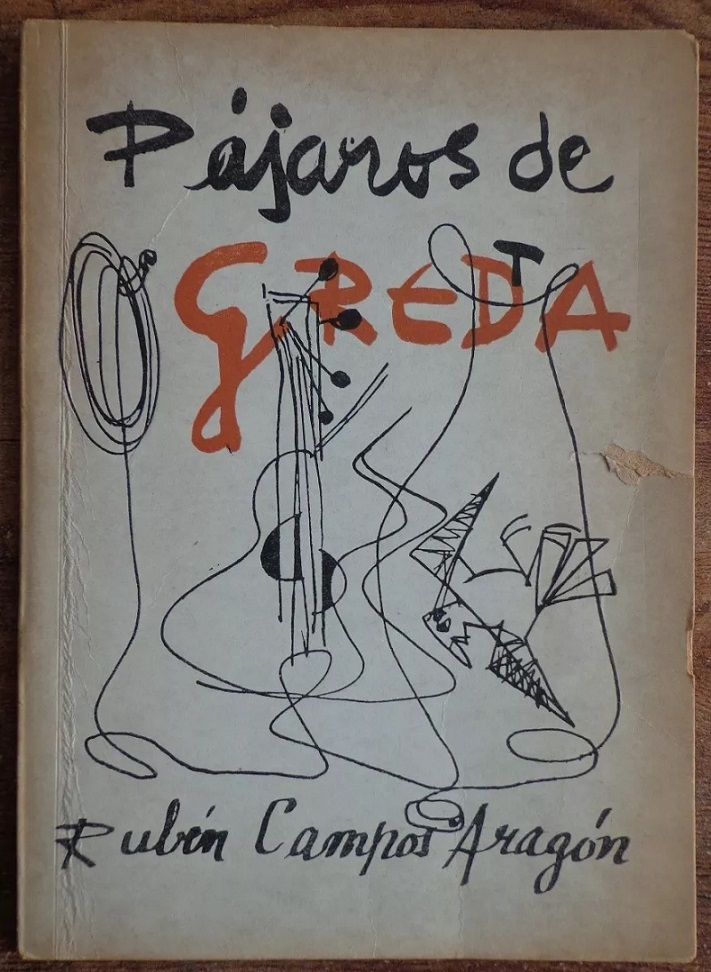 Pájaros de
GREDA
Rubén Campos Aragón